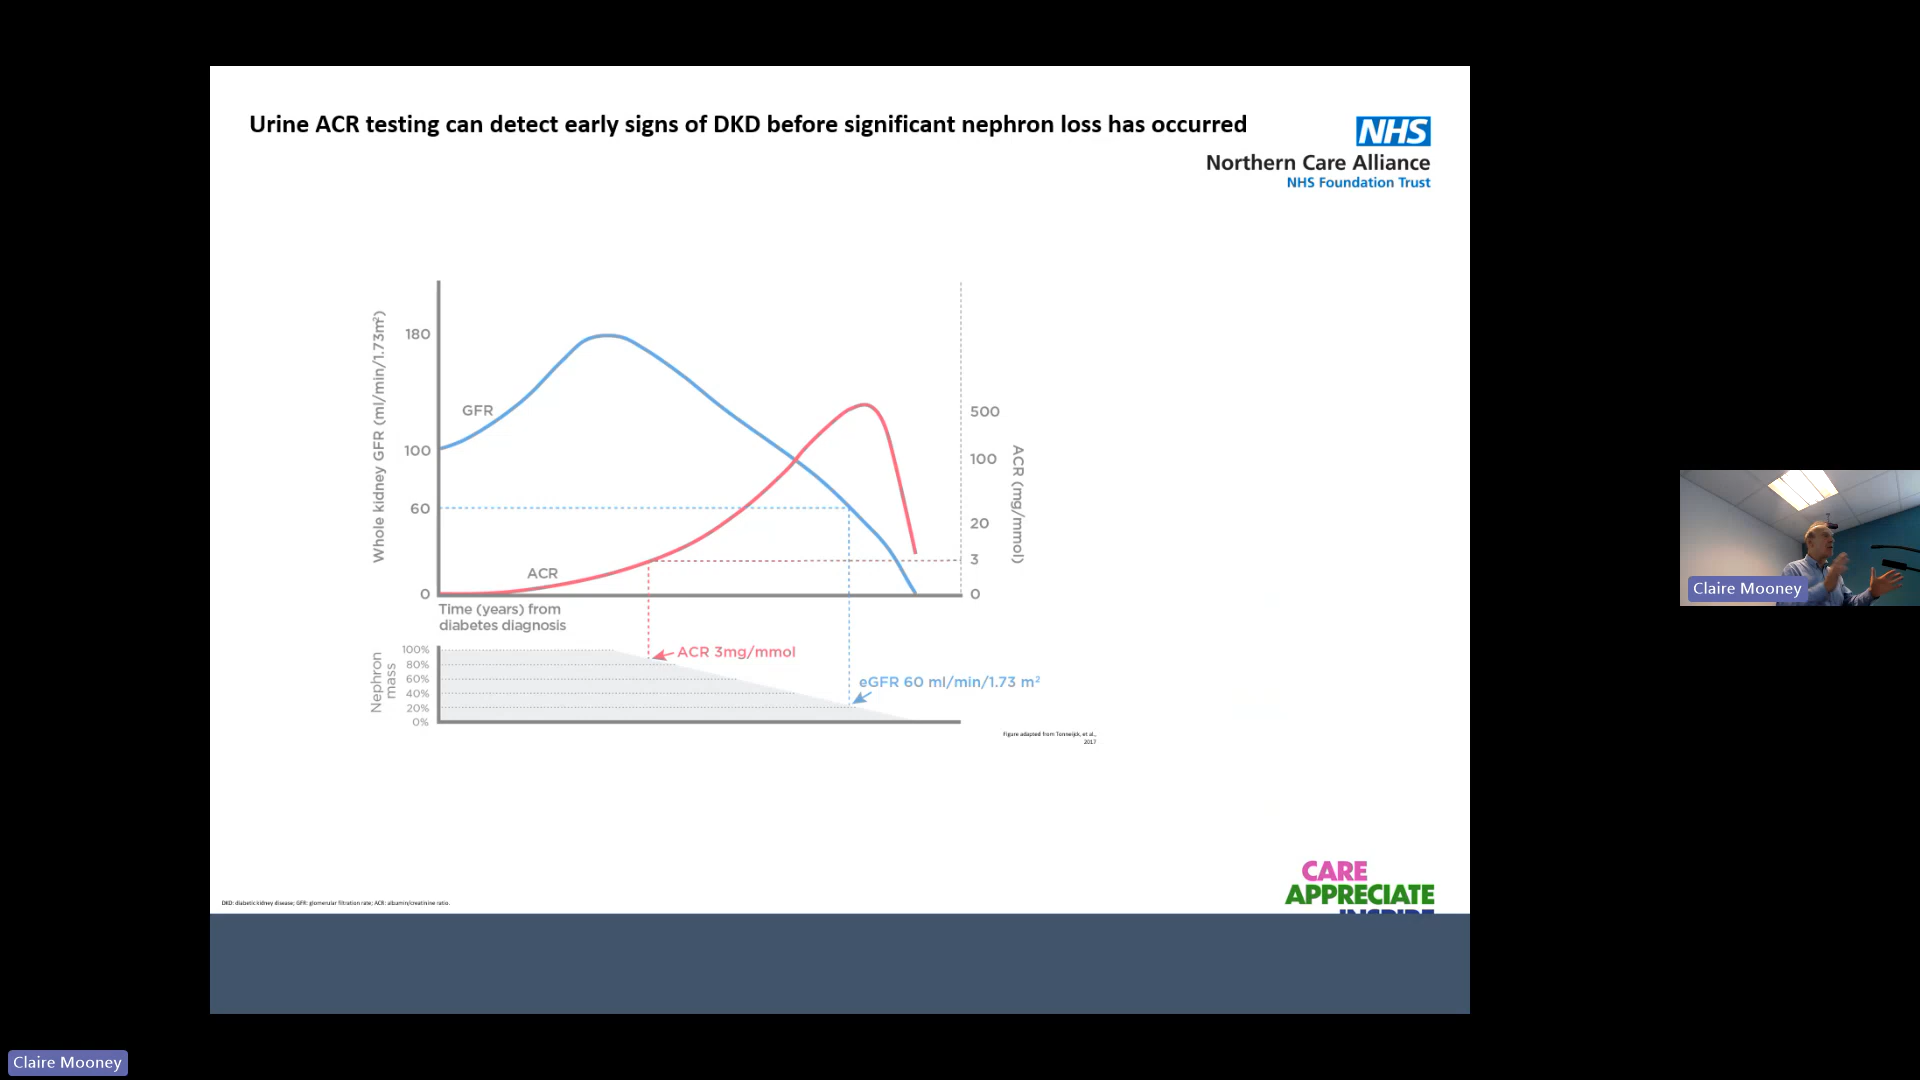 Urine ACR testing can detect early signs of DKD before significant nephron loss has occurred
NHS
Northern Care Alliance
NHS Foundation Trust
Whole kidney GFR (ml/min/1.73m²)
180
100
60
0
GFR
ACR
500
100
20
3
0
ACR (mg/mmol)
Time (years) from
diabetes diagnosis
Nephron
mass
100%
80%
60%
40%
20%
0%
ACR 3mg/mmol
eGFR 60 ml/min/1.73 m²
Figure adapted from Tonneijck, et al.,
2017
DKD: diabetic kidney disease; GFR: glomerular filtration rate; ACR: albumin/creatinine ratio.
CARE
APPRECIATE
INSPIRE
Claire Mooney
Claire Mooney